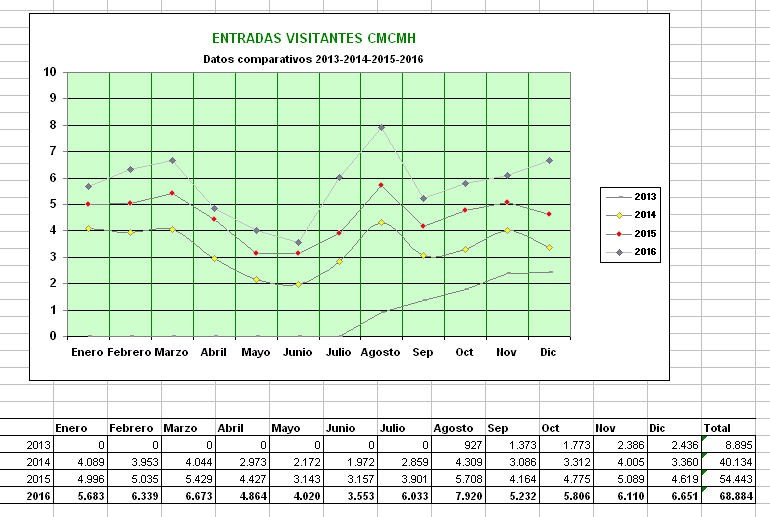 ENTRADAS VISITANTES CMCMH
Datos comparativos 2013-2014-2015-2016
10
9
8
7
6
5
4
3
2
1
0
Enero Febrero Marzo Abril Mayo Junio Julio Agosto Sep Oct Nov Dic
2013
2014
2015
2016
Enero Febrero Marzo Abril Mayo Junio Julio Agosto Sep Oct Nov Dic Total
2013 0 0 0 0 0 0 0 927 1.373 1.773 2.386 2.436 8.895
2014 4.089 3.953 4.044 2.973 2.172 1.972 2.859 4.309 3.086 3.312 4.005 3.360 40.134
2015 4.996 5.035 5.429 4.427 3.143 3.157 3.901 5.708 4.164 4.775 5.089 4.619 54.443
2016 5.683 6.339 6.673 4.864 4.020 3.553 6.033 7.920 5.232 5.806 6.110 6.651 68.884